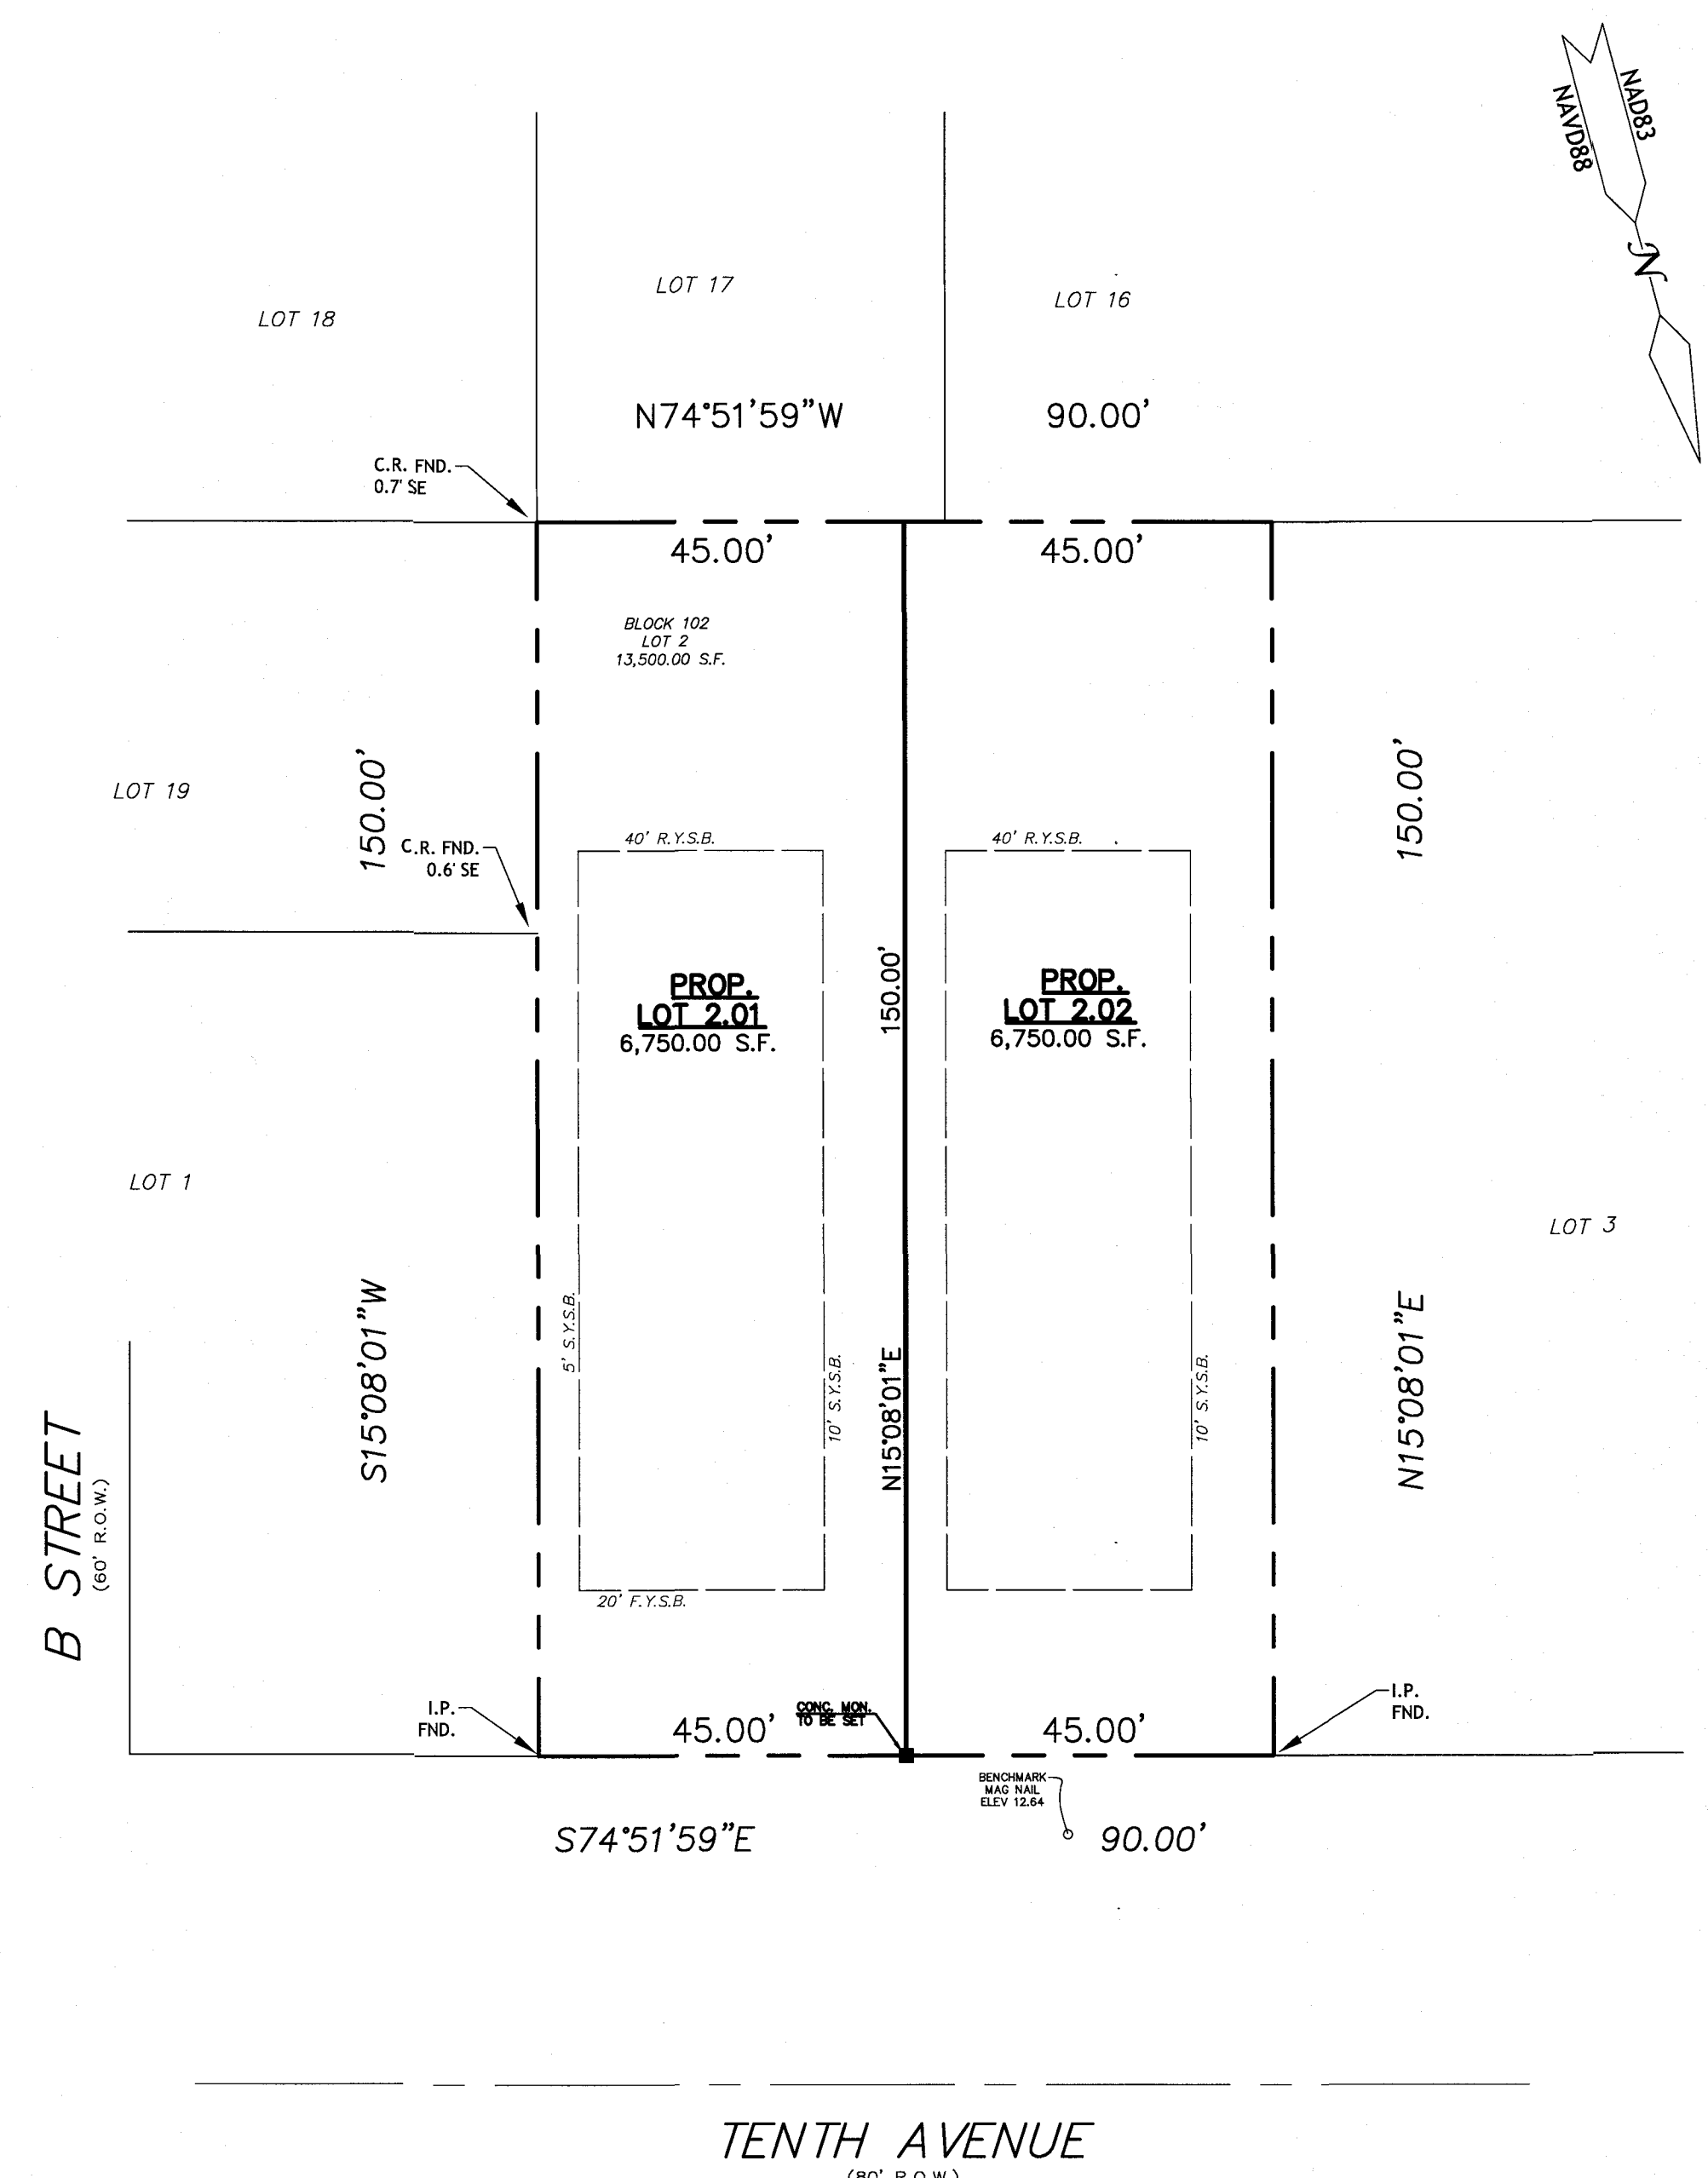 NAD83
NAVD88
N
LOT 17
LOT 16
LOT 18
N74°51'59"W
90.00'
C.R. FND.
0.7' SE
45.00'
45.00'
BLOCK 102
LOT 2
13,500.00 S.F.
150.00'
150.00'
LOT 19
C.R. FND.
0.6' SE
40' R.Y.S.B.
40' R.Y.S.B.
PROP.
LOT 2.01
6,750.00 S.F.
150.00'
PROP.
LOT 2.02
6,750.00 S.F.
LOT 1
LOT 3
S15°08'01"W
5' S.Y.S.B.
10' S.Y.S.B.
N15°08'01"E
10' S.Y.S.B.
N15°08'01"E
B STREET
(60' R.O.W.)
20' F.Y.S.B.
I.P.
FND.
45.00'
CONC. MON.
TO BE SET
45.00'
I.P.
FND.
BENCHMARK
MAG NAIL
ELEV 12.64
S74°51'59"E
90.00'
TENTH AVENUE
(80' R.O.W.)